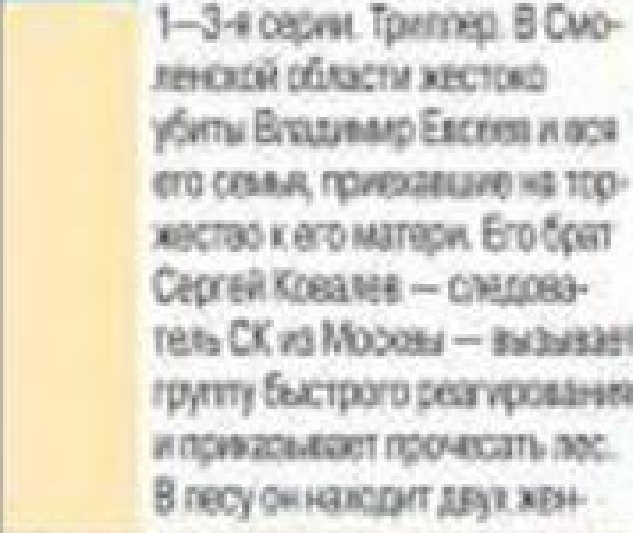 1—3-я серии. Триллер. В Смо-
ленской области жестоко
убиты Владимир Евсеев и вся
его семья, приехавшие на тор-
жество к его матери. Его брат
Сергей Ковалев — следова-
тель СК из Москвы — вызывает
группу быстрого реагирования
и приказывает прочесать лес.
В лесу он находит двух жен-